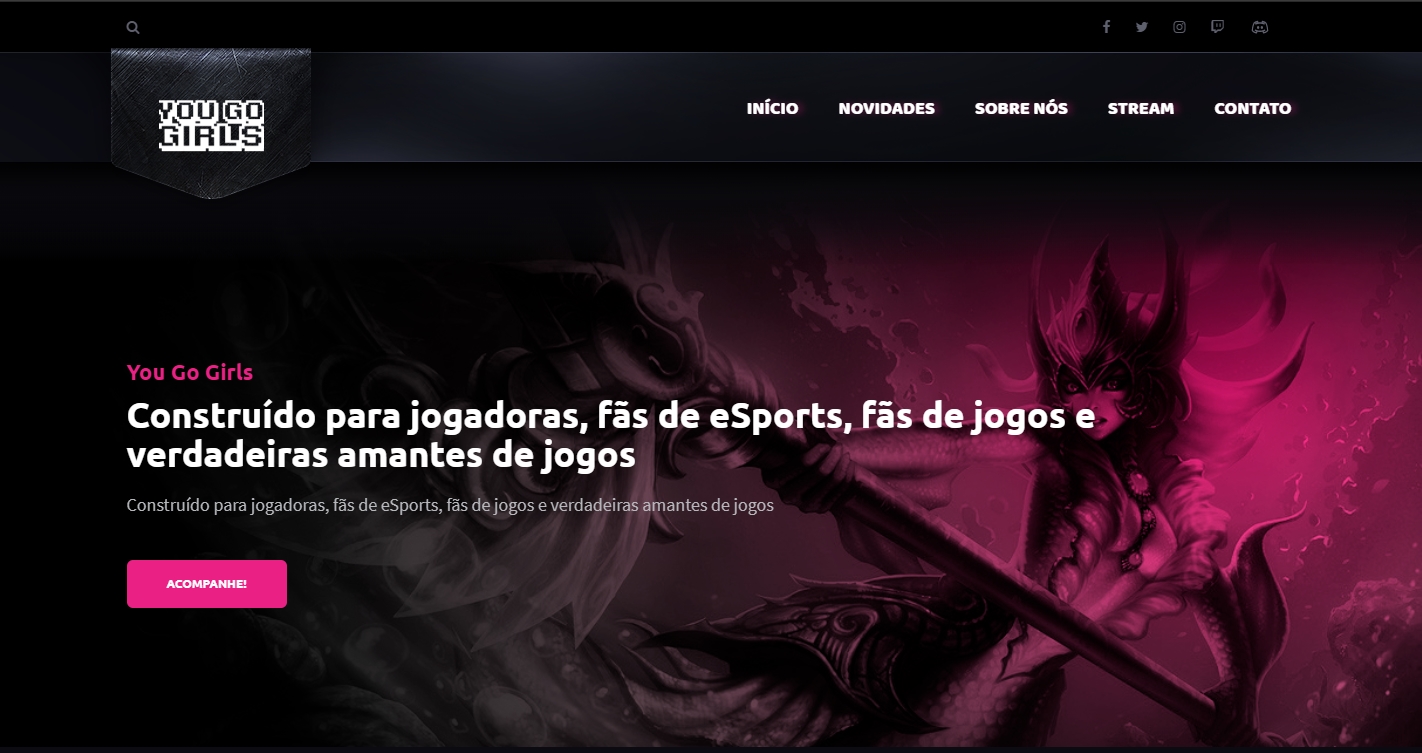 YOU GO
GIRLS
INÍCIO NOVIDADES SOBRE NÓS STREAM CONTATO
You Go Girls
Construído para jogadoras, fãs de eSports, fãs de jogos e
verdadeiras amantes de jogos
Construído para jogadoras, fãs de eSports, fãs de jogos e verdadeiras amantes de jogos
ACOMPANHE!